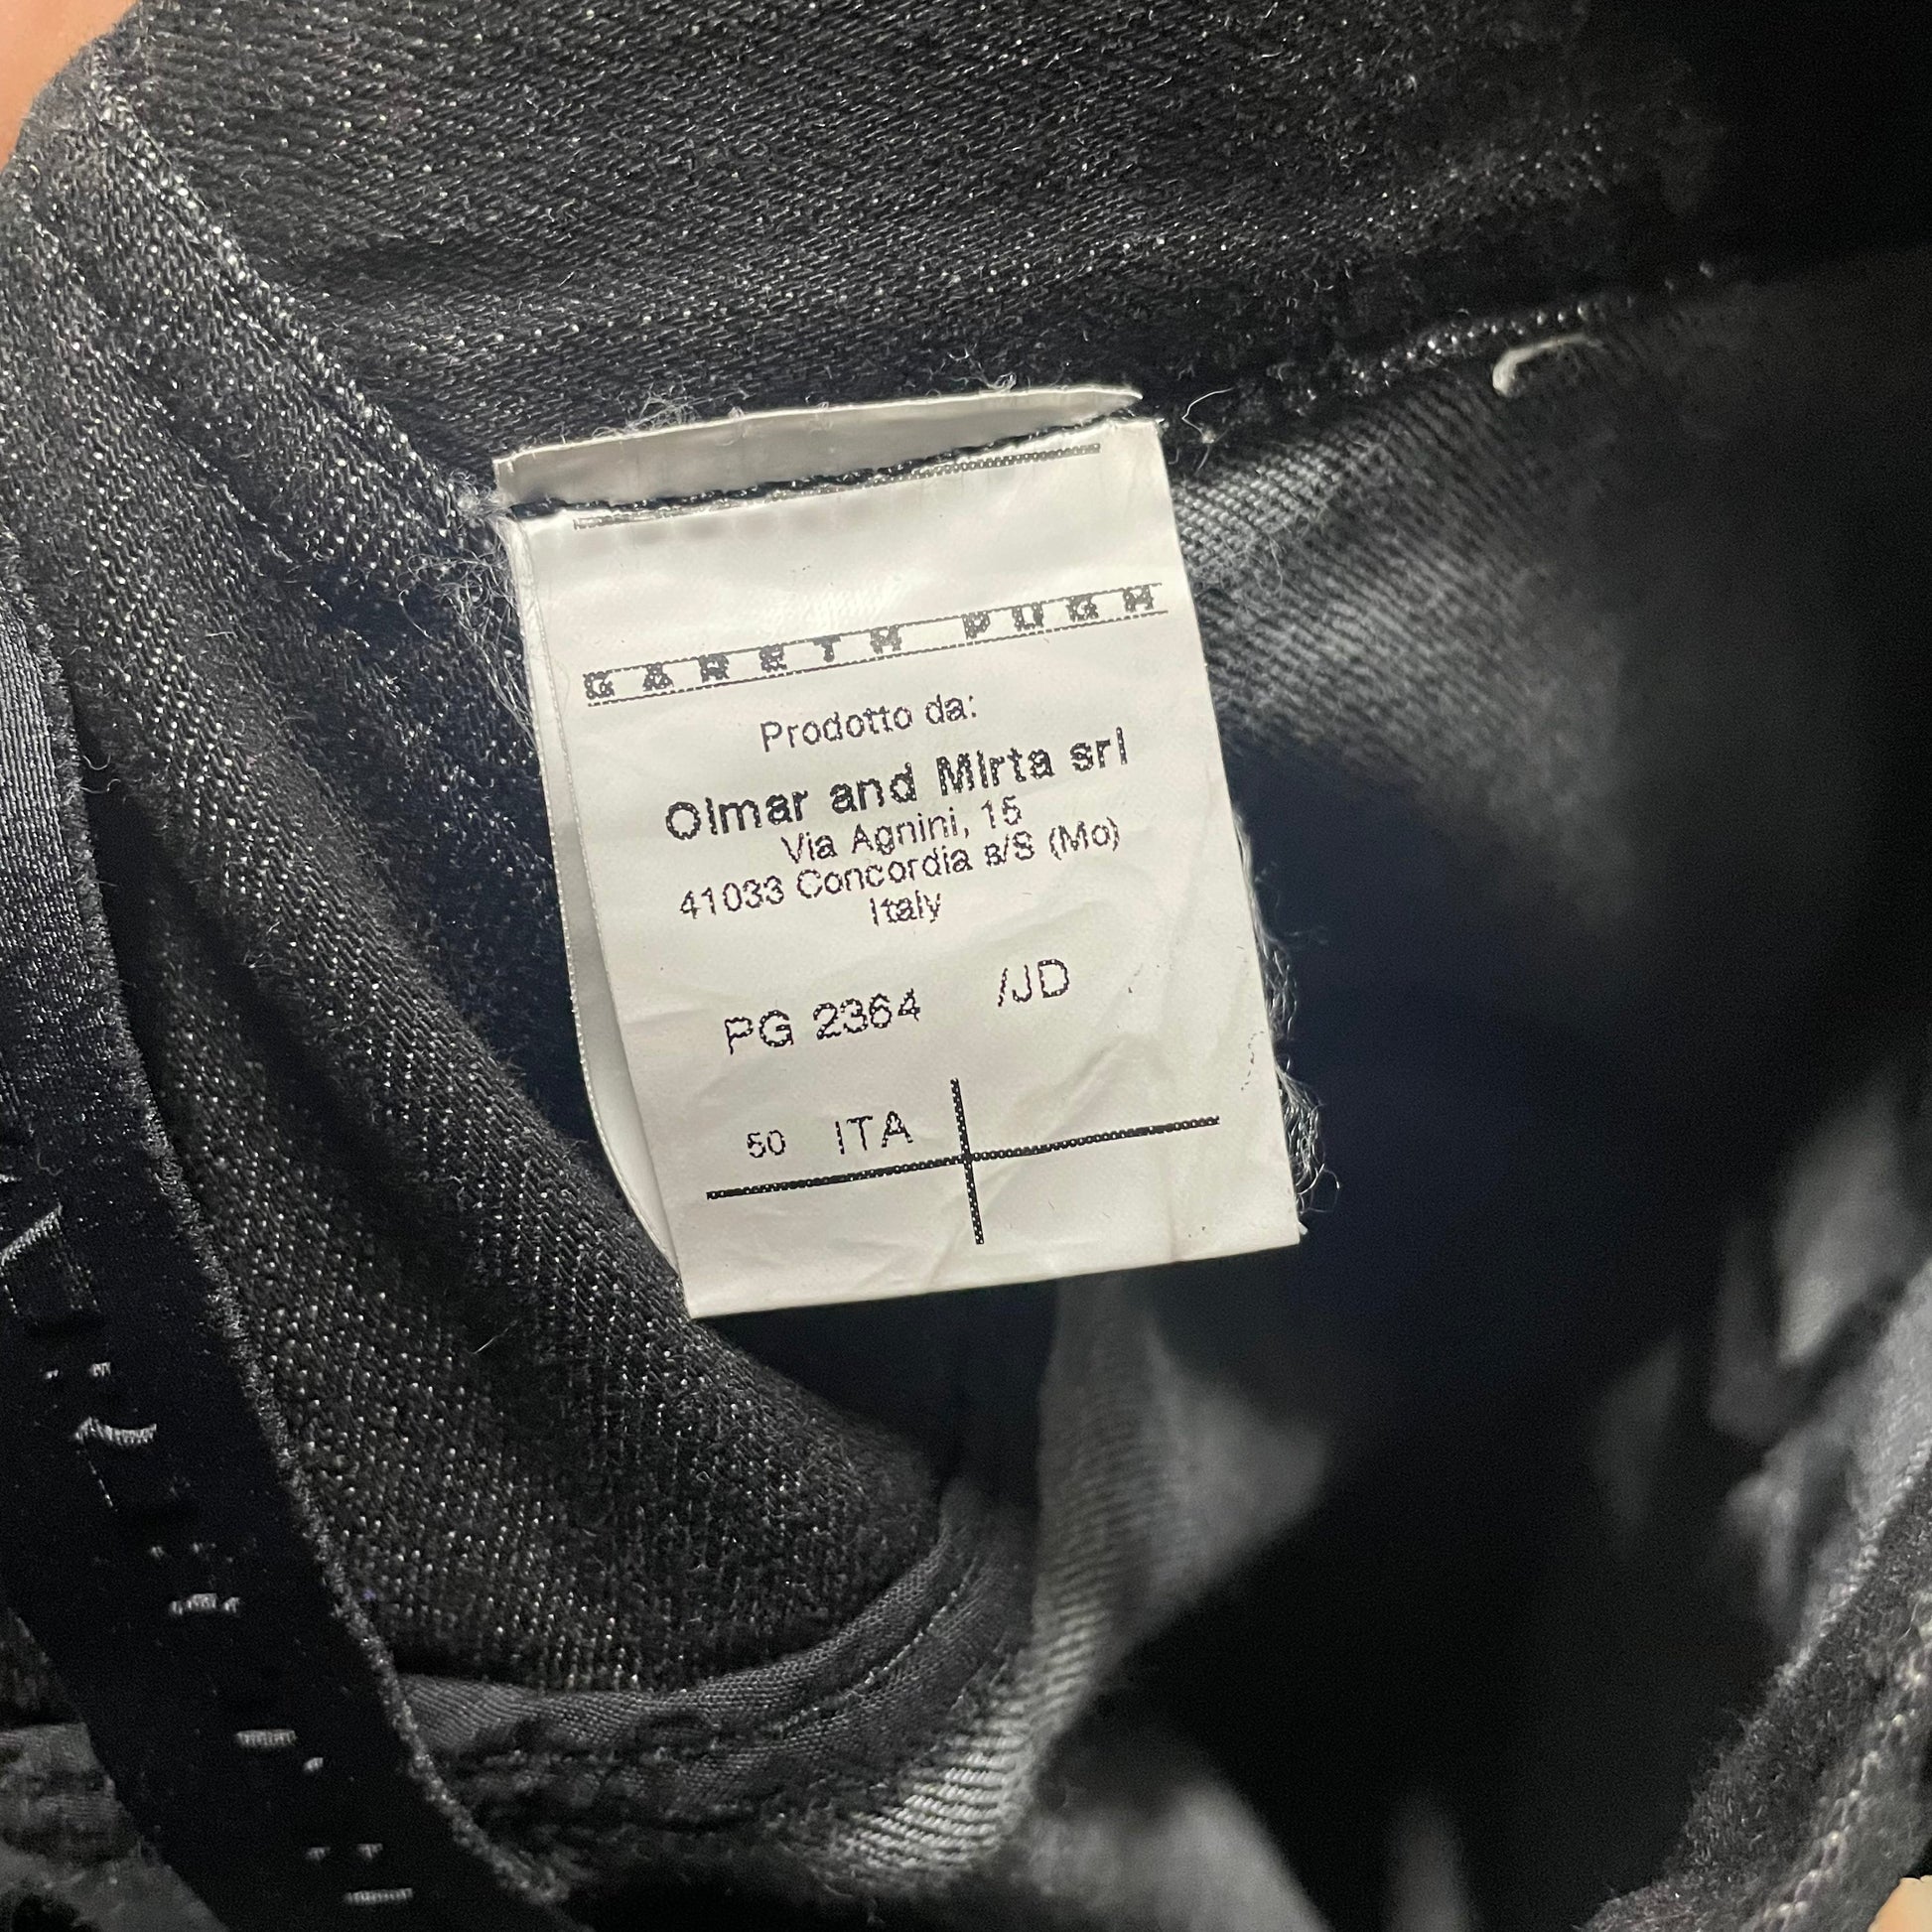 GARETH PUGH
Prodotto da:
Olmar and Mirta srl
Via Agnini, 15
41033 Concordia s/S (Mo)
Italy
PG 2364 /JD
50 ITA